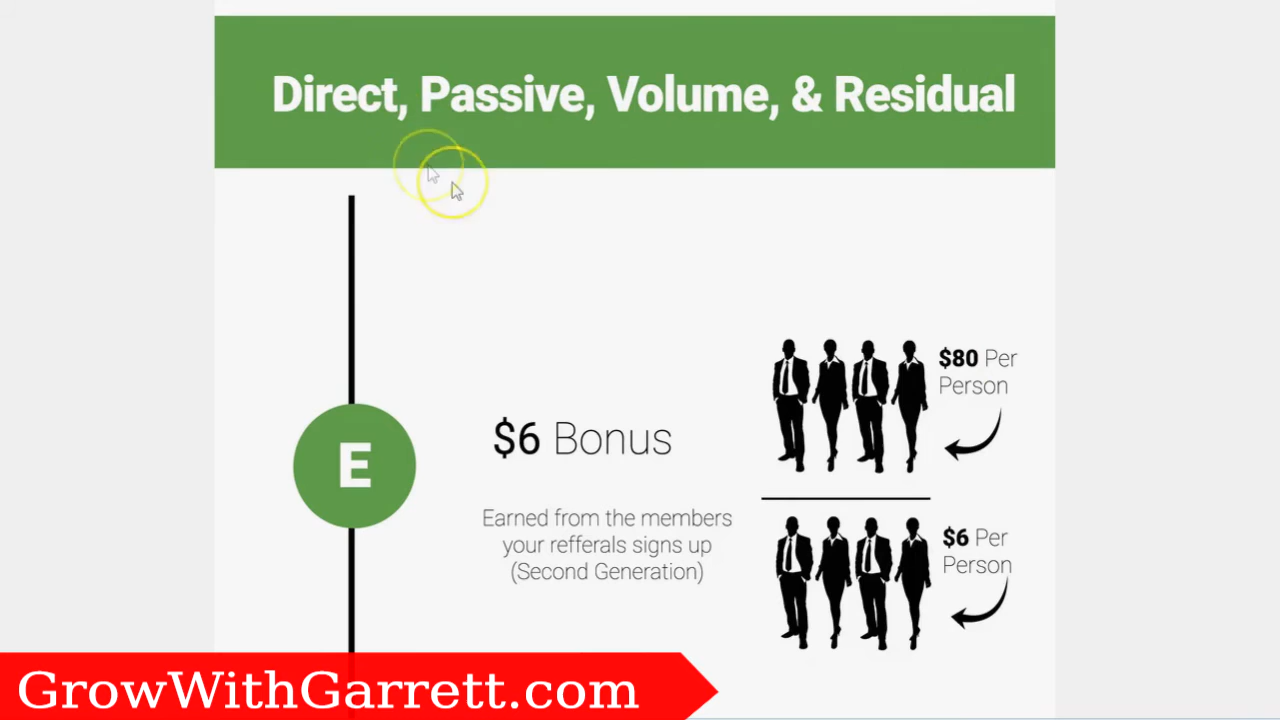 Direct, Passive, Volume, & Residual
$80 Per
Person
E
$6 Bonus
Earned from the members
your refferals signs up
(Second Generation)
$6 Per
Person
GrowWithGarrett.com